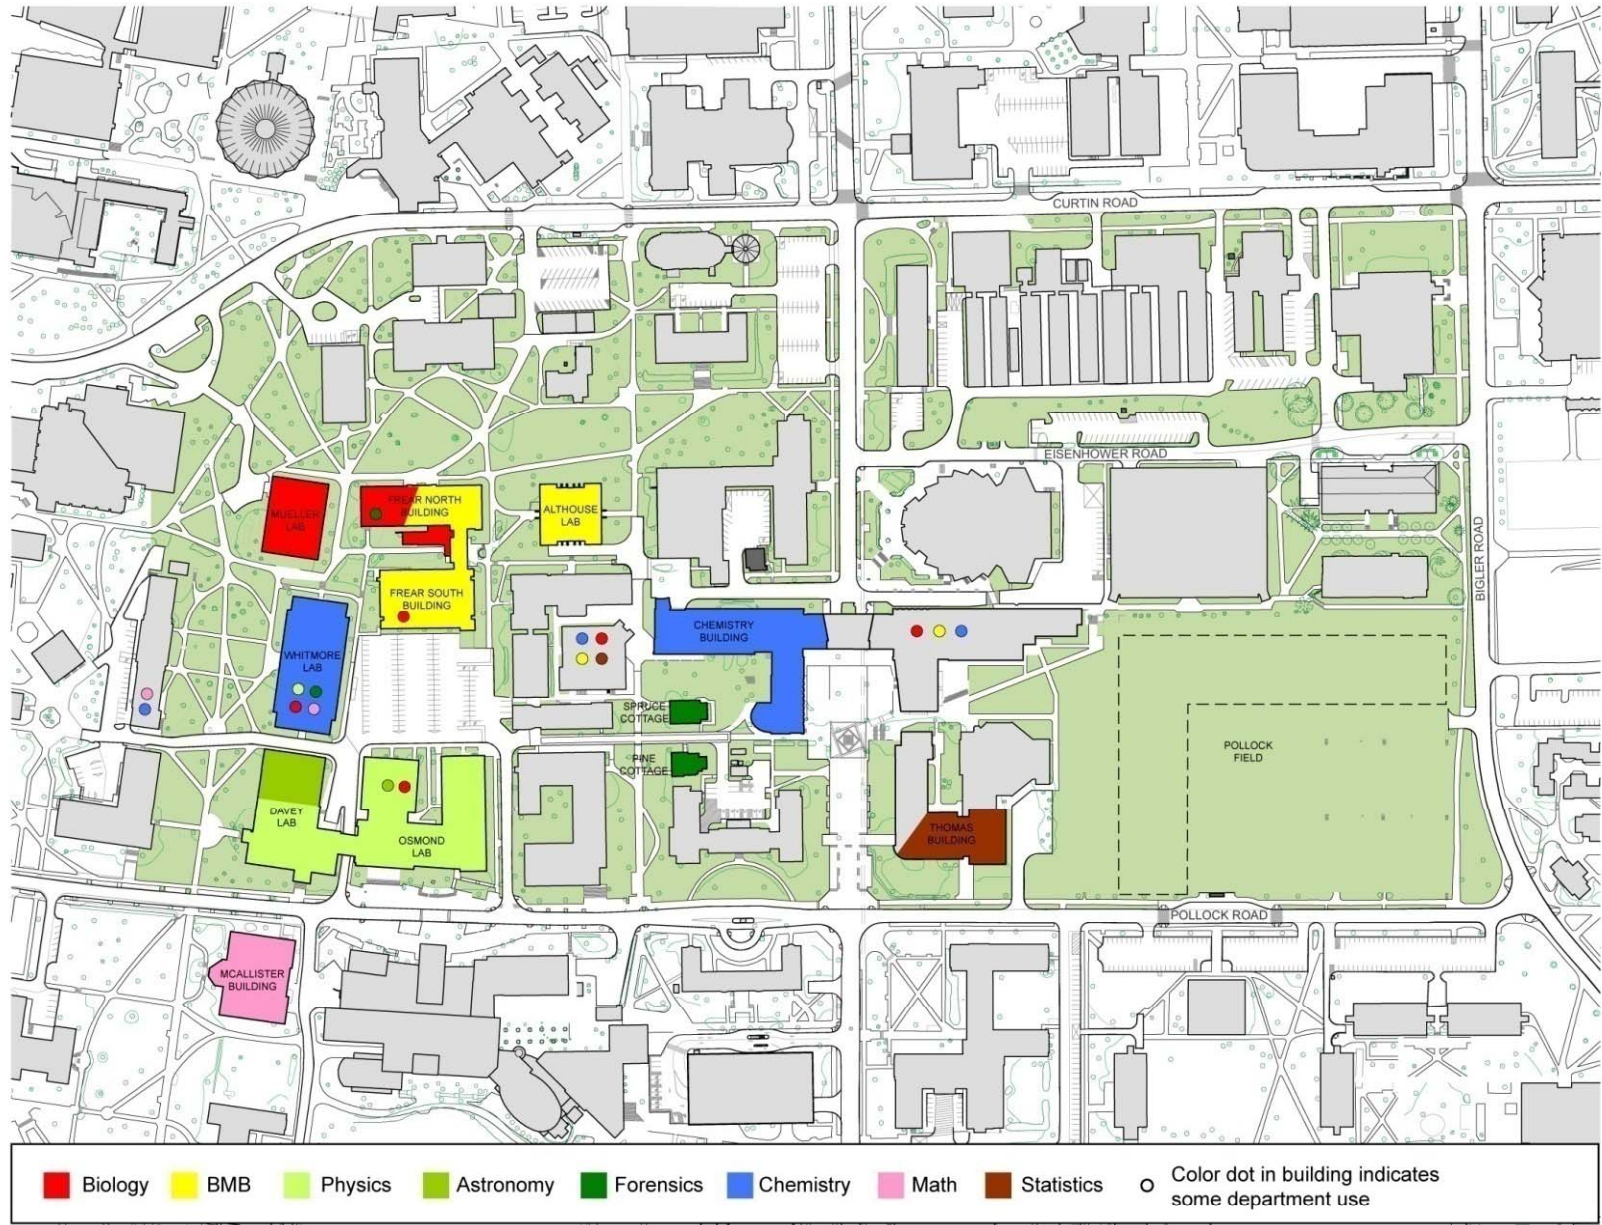 CURTIN ROAD
EISENHOWER ROAD
BIGLER ROAD
MUELLER
LAB
FREAR NORTH
BUILDING
ALTHOUSE
LAB
FREAR SOUTH
BUILDING
CHEMISTRY
BUILDING
WHITMORE
LAB
SPRUCE
COTTAGE
PINE
COTTAGE
POLLOCK
FIELD
DAVEY
LAB
OSMOND
LAB
THOMAS
BUILDING
POLLOCK ROAD
MCALLISTER
BUILDING
Biology
BMB
Physics
Astronomy
Forensics
Chemistry
Math
Statistics
Color dot in building indicates
some department use